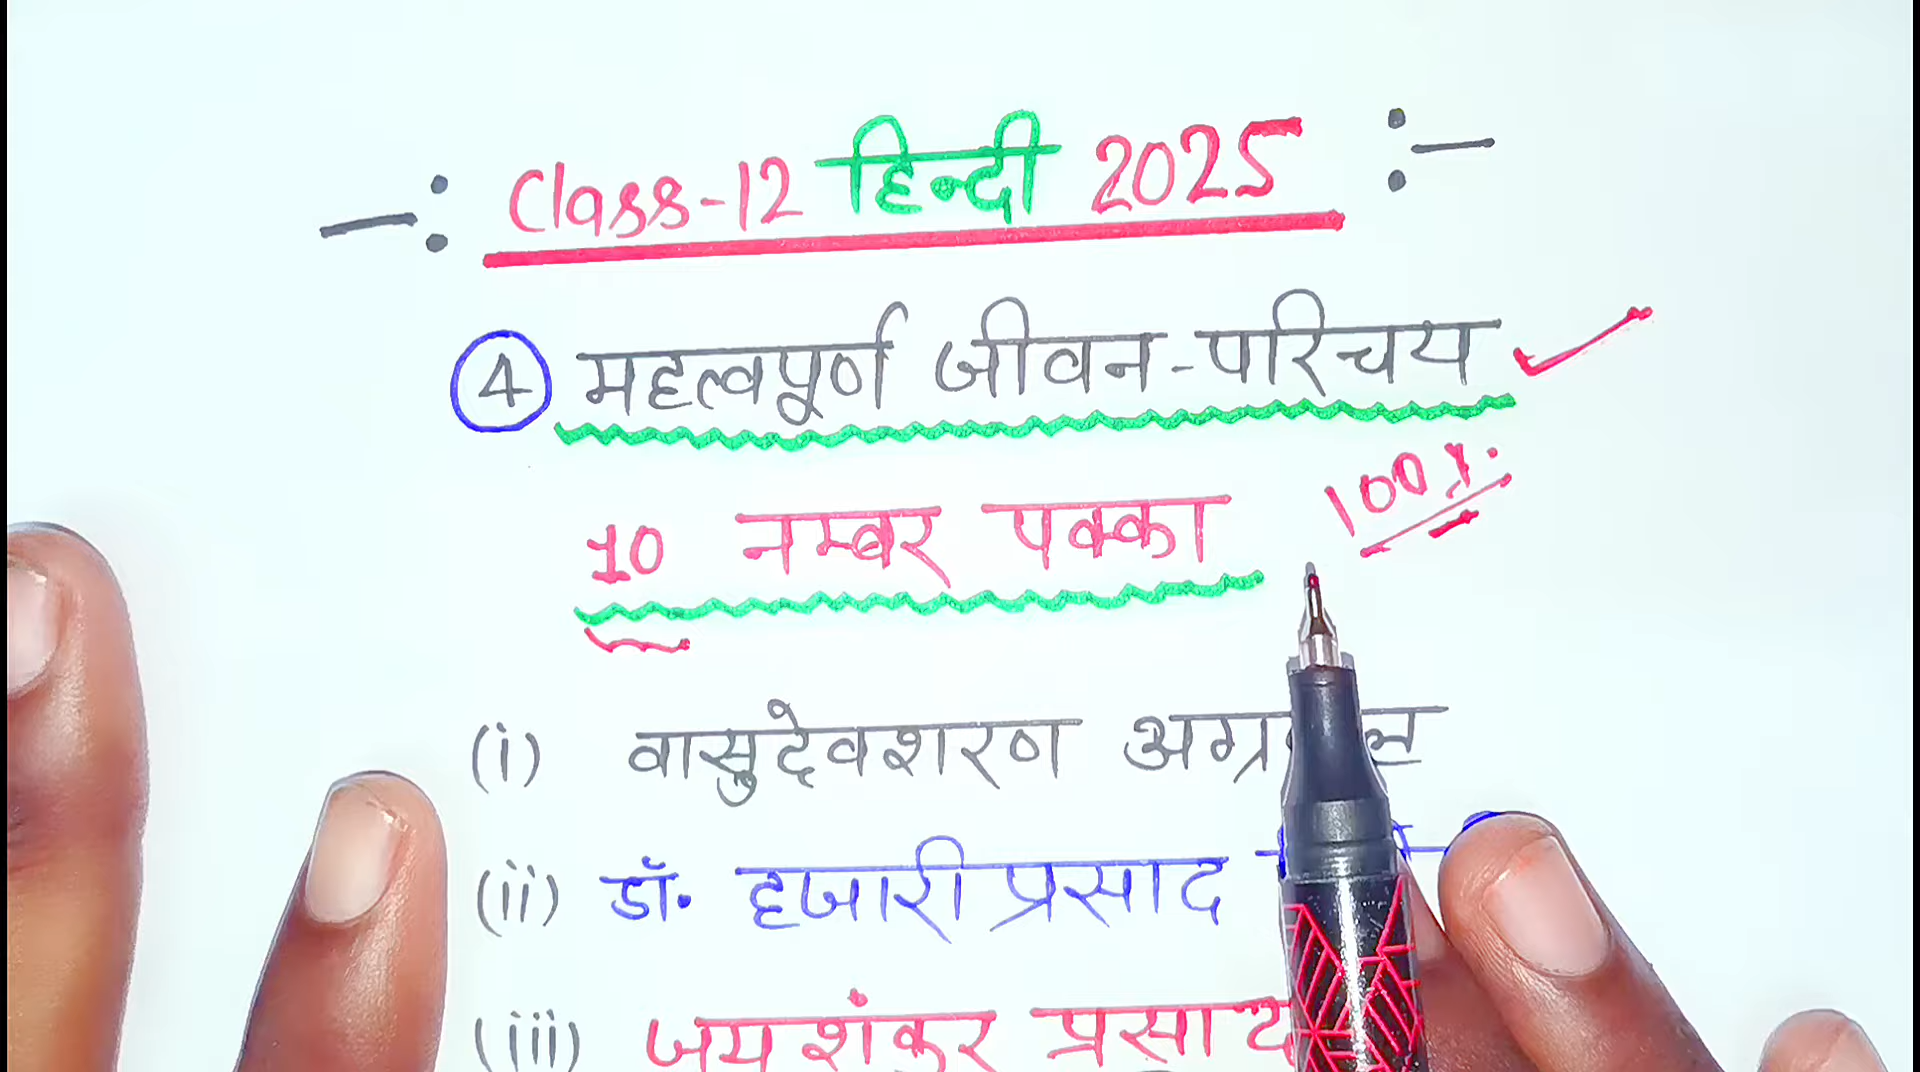 -: Class-12 हिन्दी 2025 :-
4 महत्वपूर्ण जीवन-परिचय
10 नम्बर पक्का 100%
(i) वासुदेवशरण
(ii) डॉ. हजारी प्रसाद
(iii) जयशंकर प्रसाद